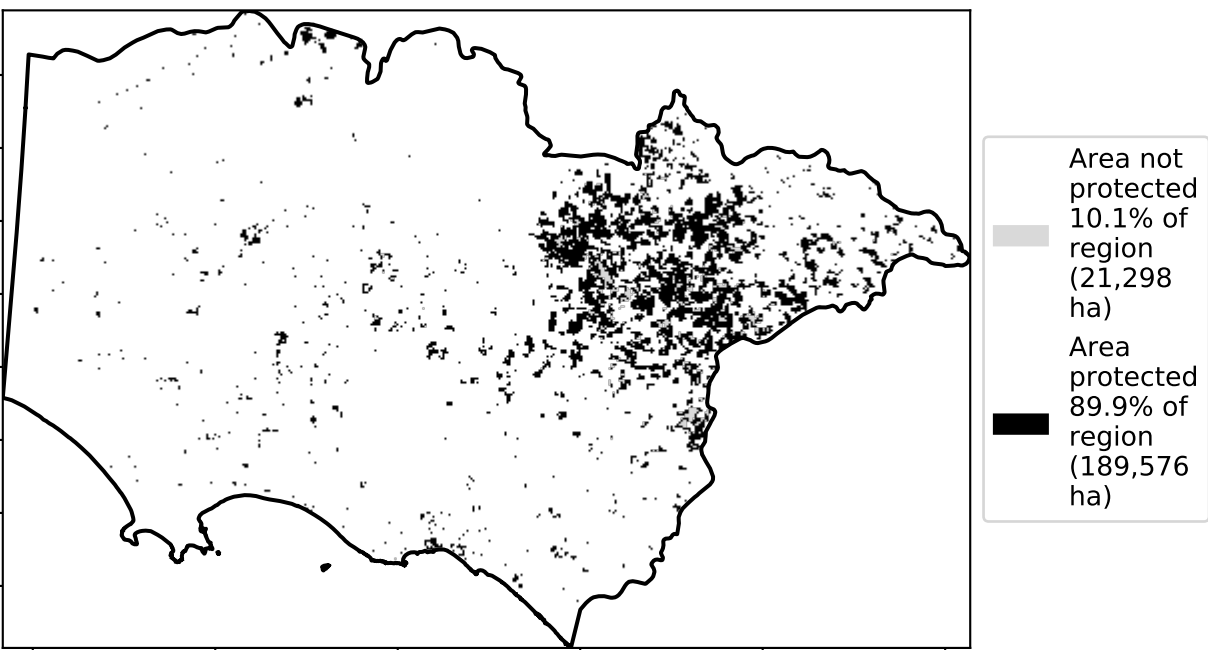 Area not
protected
10.1% of
region
(21,298
ha)
Area
protected
89.9% of
region
(189,576
ha)